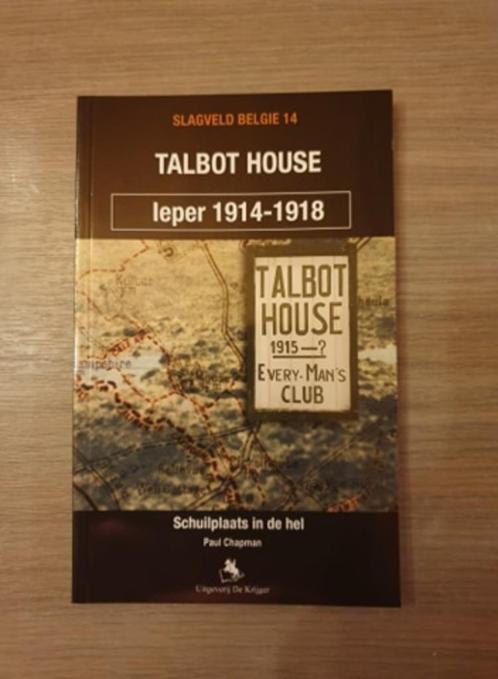 SLAGVELD BELGIE 14
TALBOT HOUSE
Ieper 1914-1918
TALBOT
HOUSE
1915—?
EVERY-MAN'S
CLUB
Schuilplaats in de hel
Paul Chapman
Uitgeverij De Krijger